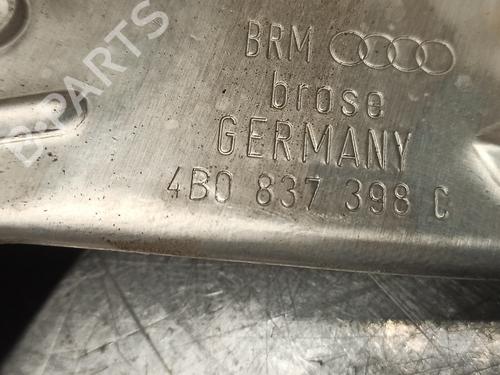 BRM
brose
GERMANY
4B0 837 398 C
B-PARTS